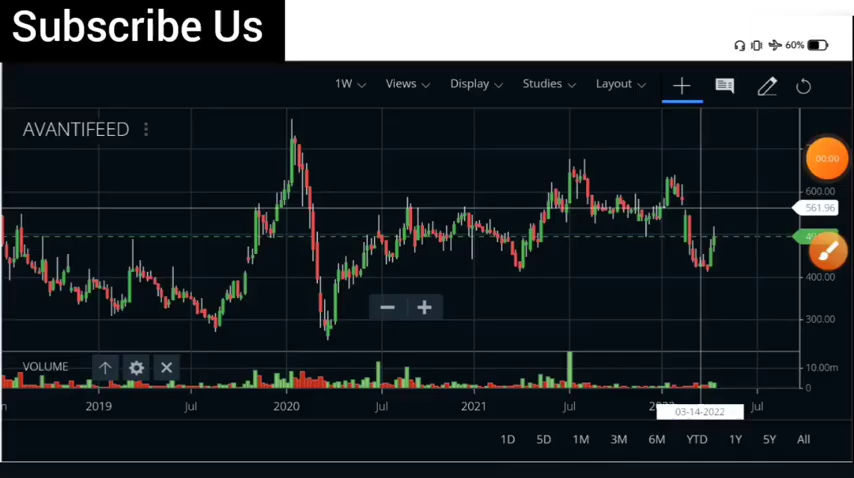 Subscribe Us
60%
1W Views Display Studies Layout
AVANTIFEED
00:00
600.00
561.96
400.00
300.00
VOLUME
10.00m
0
2019 Jul 2020 Jul 2021 Jul Jul
03-14-2022
1D 5D 1M 3M 6M YTD 1Y 5Y All